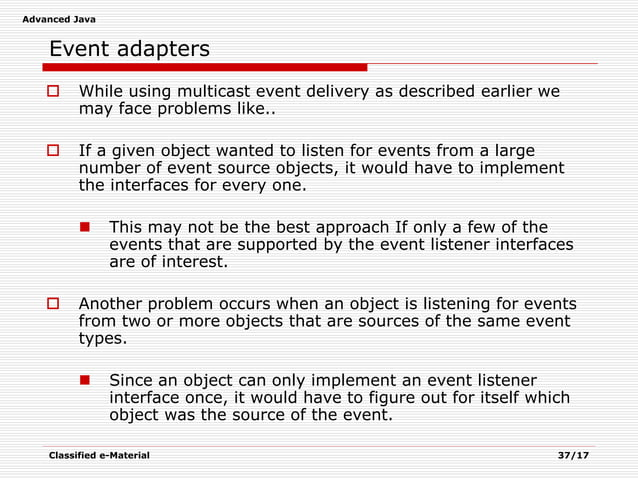 Advanced Java
Event adapters
While using multicast event delivery as described earlier we
may face problems like..
If a given object wanted to listen for events from a large
number of event source objects, it would have to implement
the interfaces for every one.
This may not be the best approach If only a few of the
events that are supported by the event listener interfaces
are of interest.
Another problem occurs when an object is listening for events
from two or more objects that are sources of the same event
types.
Since an object can only implement an event listener
interface once, it would have to figure out for itself which
object was the source of the event.
Classified e-Material 37/17